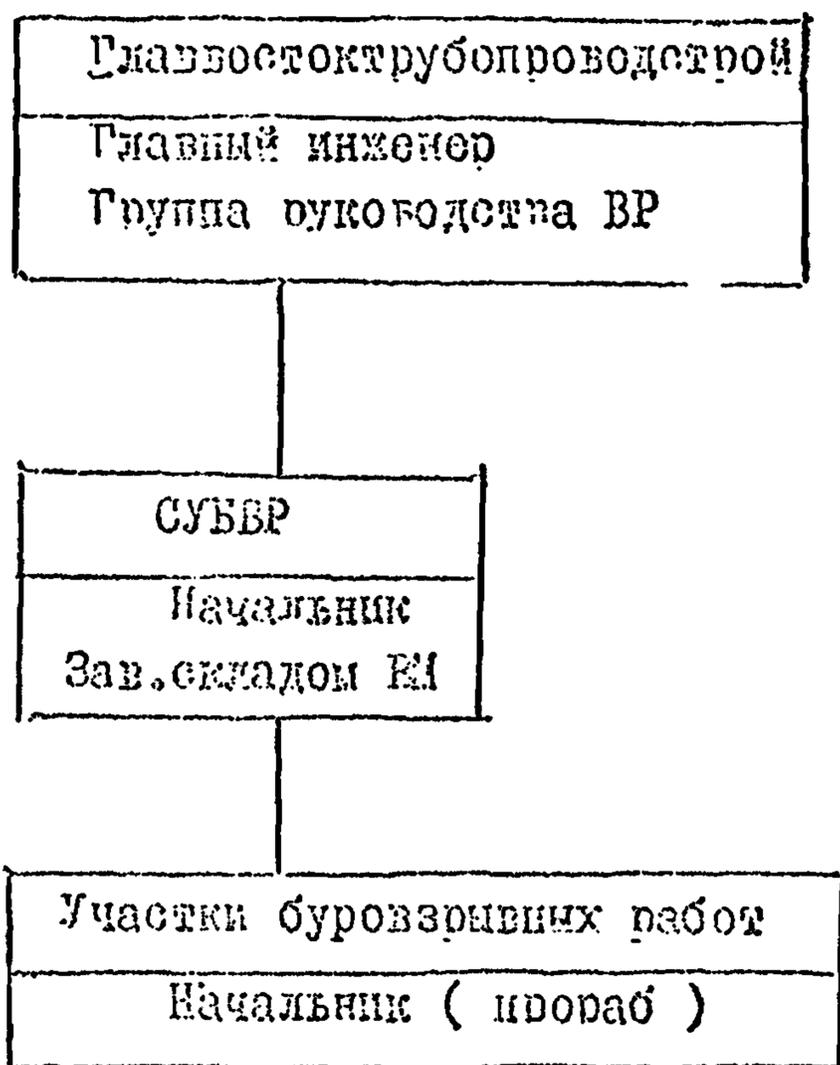 Главвостоктрубопроводстрой
Главный инженер
Группа руководства ВР
СУБВР
Начальник
Зав.складом ВМ
Участки буровзрывных работ
Начальник ( прораб )